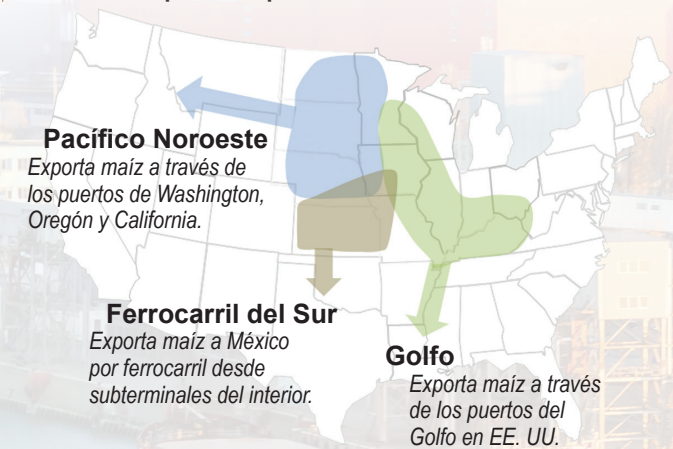 Pacífico Noroeste
Exporta maíz a través de
los puertos de Washington,
Oregón y California.
Ferrocarril del Sur
Exporta maíz a México
por ferrocarril desde
subterminales del interior.
Golfo
Exporta maíz a través
de los puertos del
Golfo en EE. UU.